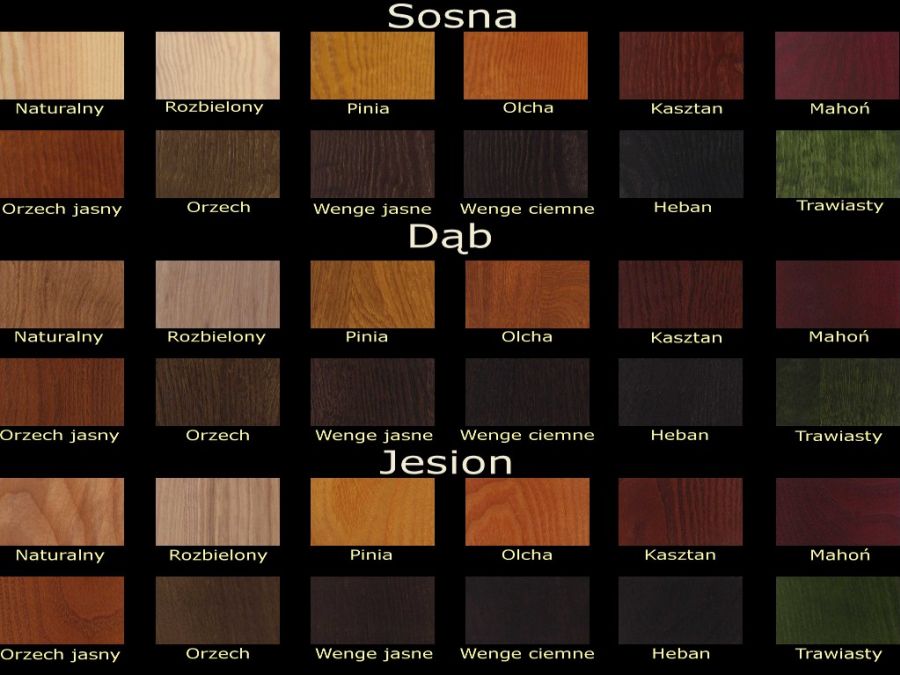 Sosna
Naturalny Rozbielony Pinia Olcha Kasztan Mahoń
Orzech jasny Orzech Wenge jasne Wenge ciemne Heban Trawiasty
Dąb
Naturalny Rozbielony Pinia Olcha Kasztan Mahoń
Orzech jasny Orzech Wenge jasne Wenge ciemne Heban Trawiasty
Jesion
Naturalny Rozbielony Pinia Olcha Kasztan Mahoń
Orzech jasny Orzech Wenge jasne Wenge ciemne Heban Trawiasty